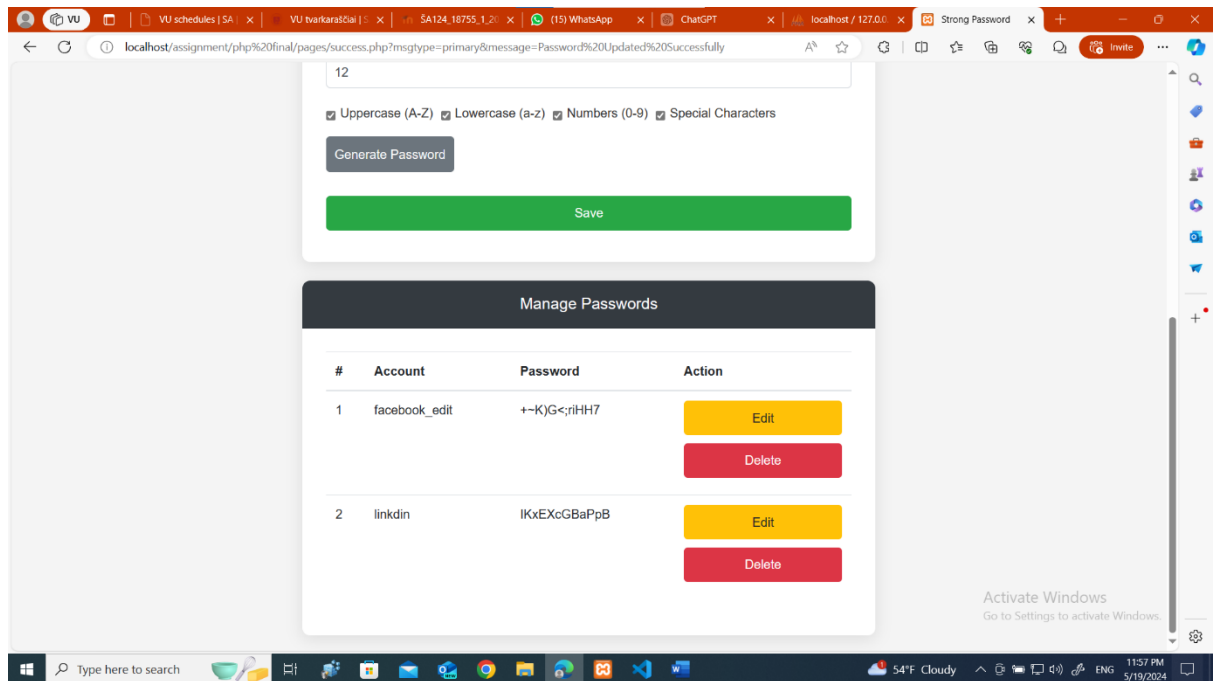 VU
VU schedules | SA
VU tvarkaraščiai | S
ŠA124_18755_1_20
(15) WhatsApp
ChatGPT
localhost / 127.0.0.
Strong Password
localhost/assignment/php%20final/pages/success.php?msgtype=primary&message=Password%20Updated%20Successfully
Invite
12
Uppercase (A-Z) Lowercase (a-z) Numbers (0-9) Special Characters
Generate Password
Save
Manage Passwords
# Account Password Action
1 facebook_edit +~K)G<;riHH7 Edit
Delete
2 linkdin IKxEXcGBaPpB Edit
Delete
Activate Windows
Go to Settings to activate Windows.
Type here to search
54°F Cloudy
ENG
11:57 PM
5/19/2024